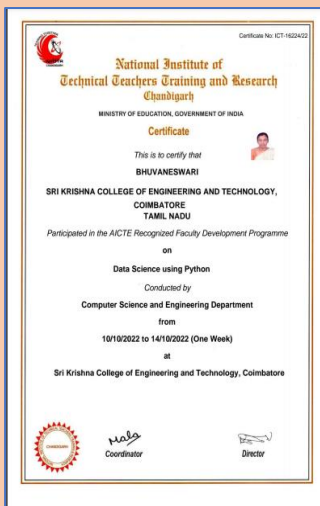 Certificate No: ICT-16224/22
National Institute of
Technical Teachers Training and Research
Chandigarh
MINISTRY OF EDUCATION, GOVERNMENT OF INDIA
Certificate
This is to certify that
BHUVANESWARI
SRI KRISHNA COLLEGE OF ENGINEERING AND TECHNOLOGY,
COIMBATORE
TAMIL NADU
Participated in the AICTE Recognized Faculty Development Programme
on
Data Science using Python
Conducted by
Computer Science and Engineering Department
from
10/10/2022 to 14/10/2022 (One Week)
at
Sri Krishna College of Engineering and Technology, Coimbatore
Coordinator
Director